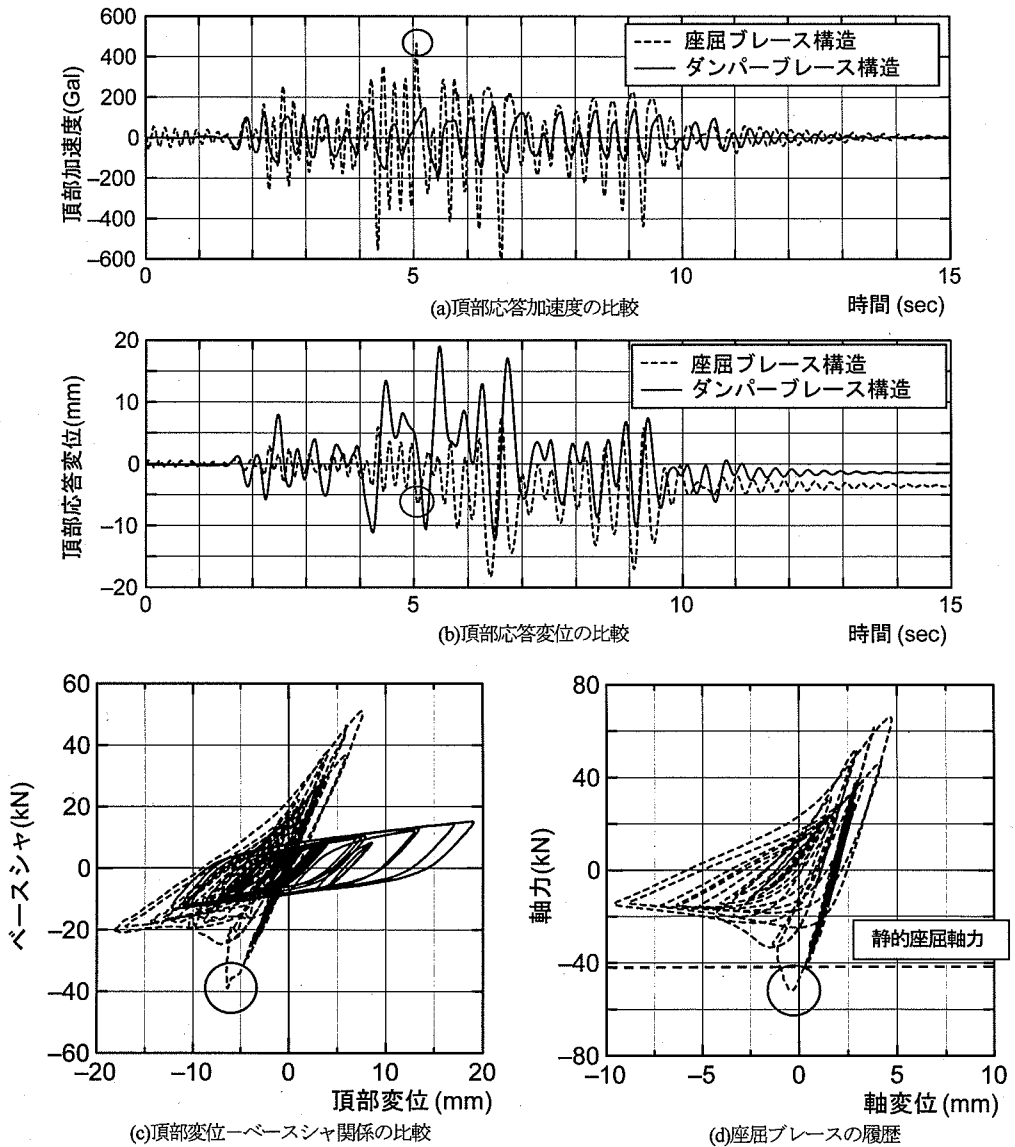 600
400
200
0
−200
−400
−600
頂部加速度(Gal)
座屈ブレース構造
ダンパーブレース構造
0
5
10
15
(a)頂部応答加速度の比較
時間 (sec)
20
10
0
−10
−20
頂部応答変位(mm)
座屈ブレース構造
ダンパーブレース構造
0
5
10
15
(b)頂部応答変位の比較
時間 (sec)
60
40
20
0
−20
−40
−60
ベースシャ(kN)
−20
−10
0
10
20
頂部変位 (mm)
(c)頂部変位−ベースシャ関係の比較
80
40
0
−40
−80
軸力(kN)
静的座屈軸力
−10
−5
0
5
10
軸変位 (mm)
(d)座屈ブレースの履歴